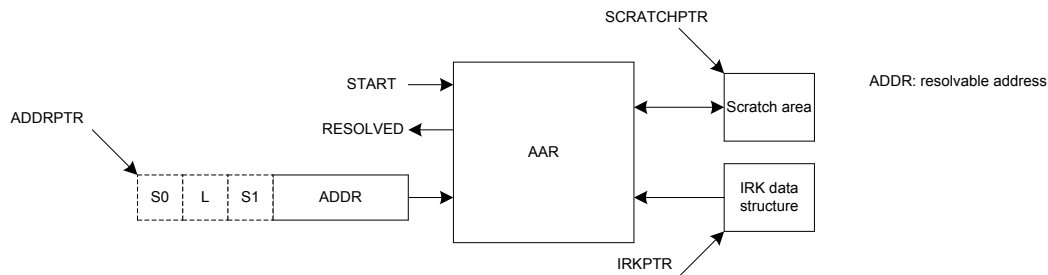 SCRATCHPTR
START
ADDR: resolvable address
Scratch area
ADDRPTR
RESOLVED
AAR
S0
L
S1
ADDR
IRK data
structure
IRKPTR